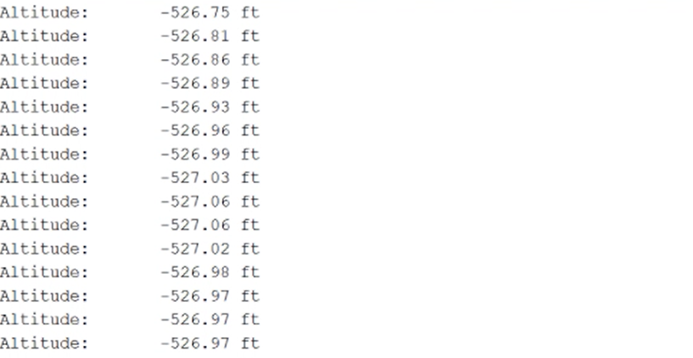 Altitude: -526.75 ft
Altitude: -526.81 ft
Altitude: -526.86 ft
Altitude: -526.89 ft
Altitude: -526.93 ft
Altitude: -526.96 ft
Altitude: -526.99 ft
Altitude: -527.03 ft
Altitude: -527.06 ft
Altitude: -527.06 ft
Altitude: -527.02 ft
Altitude: -526.98 ft
Altitude: -526.97 ft
Altitude: -526.97 ft
Altitude: -526.97 ft